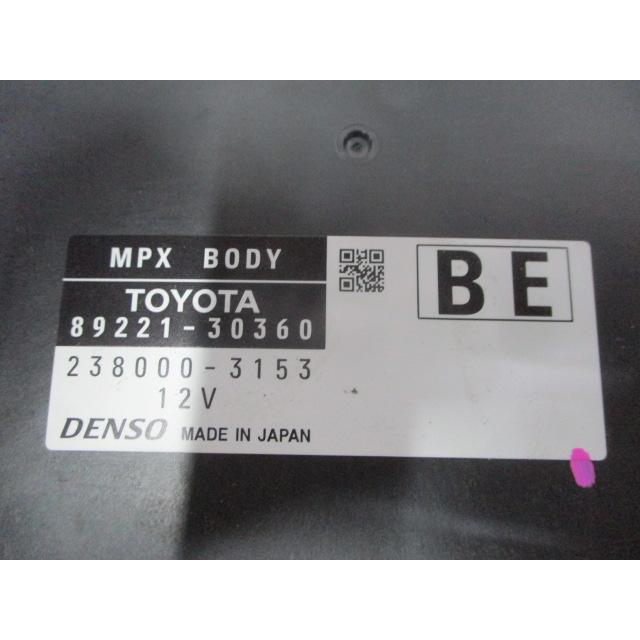 MPX BODY
TOYOTA
89221-30360
238000-3153
12V
DENSO MADE IN JAPAN
BE